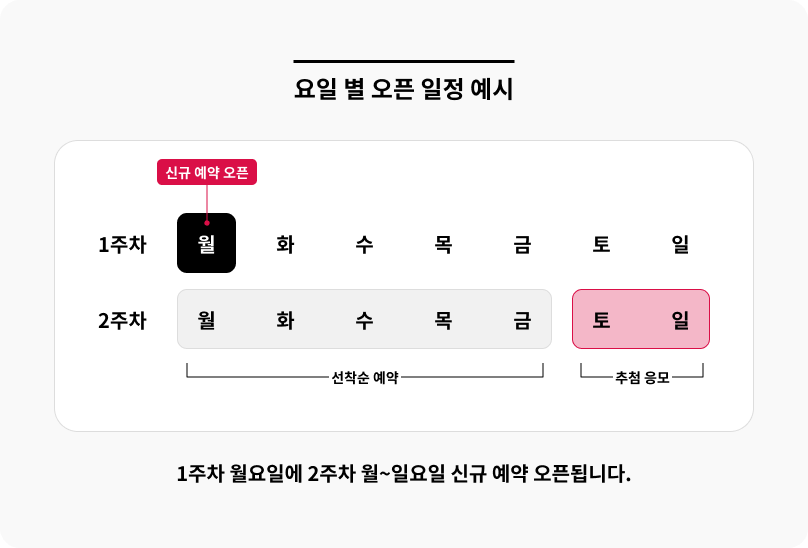 요일 별 오픈 일정 예시
신규 예약 오픈
1주차 월 화 수 목 금 토 일
2주차 월 화 수 목 금 토 일
선착순 예약 추첨 응모
1주차 월요일에 2주차 월~일요일 신규 예약 오픈됩니다.